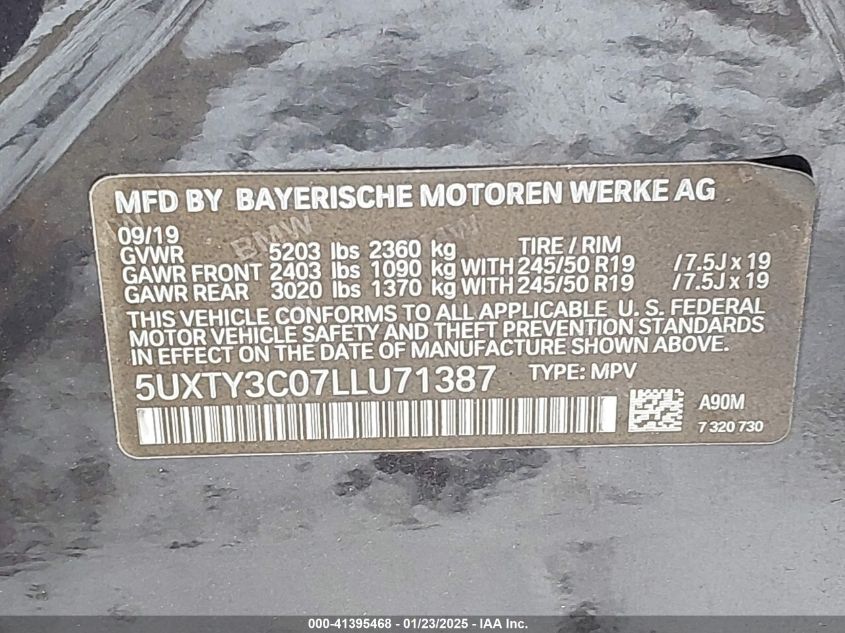 MFD BY BAYERISCHE MOTOREN WERKE AG
BMW BMW
09/19
GVWR 5203 lbs 2360 kg TIRE / RIM
GAWR FRONT 2403 lbs 1090 kg WITH 245/50 R19 /7.5J x 19
GAWR REAR 3020 lbs 1370 kg WITH 245/50 R19 /7.5J x 19
THIS VEHICLE CONFORMS TO ALL APPLICABLE U. S. FEDERAL
MOTOR VEHICLE SAFETY AND THEFT PREVENTION STANDARDS
IN EFFECT ON THE DATE OF MANUFACTURE SHOWN ABOVE.
5UXTY3C07LLU71387 TYPE: MPV
A90M
7 320 730
000-41395468 - 01/23/2025 - IAA Inc.